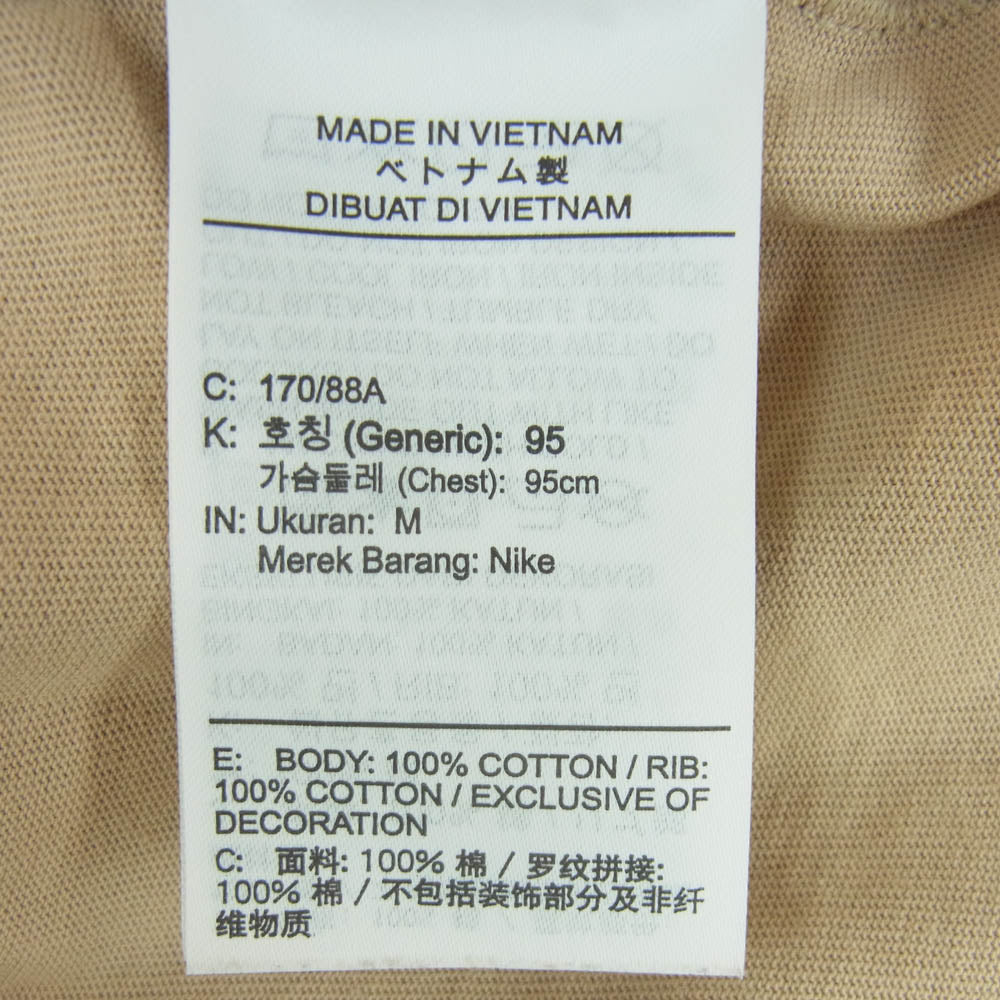 MADE IN VIETNAM
ベトナム製
DIBUAT DI VIETNAM
C: 170/88A
K: 호칭 (Generic): 95
가슴둘레 (Chest): 95cm
IN: Ukuran: M
Merek Barang: Nike
E: BODY: 100% COTTON / RIB:
100% COTTON / EXCLUSIVE OF
DECORATION
C: 面料: 100% 棉 / 罗纹拼接:
100% 棉 / 不包括装饰部分及非纤
维物质